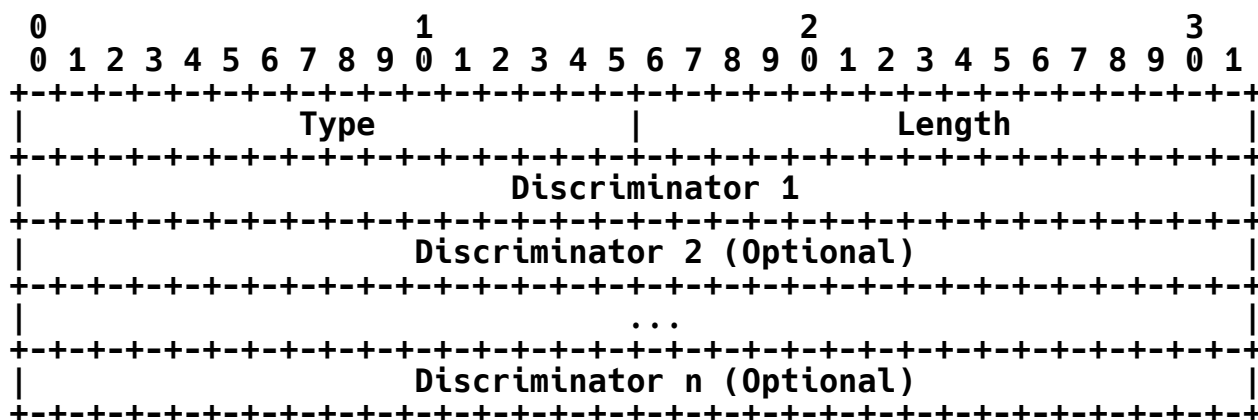 0                   1                   2                   3
0 1 2 3 4 5 6 7 8 9 0 1 2 3 4 5 6 7 8 9 0 1 2 3 4 5 6 7 8 9 0 1
+-+-+-+-+-+-+-+-+-+-+-+-+-+-+-+-+-+-+-+-+-+-+-+-+-+-+-+-+-+-+-+-+
|              Type             |             Length            |
+-+-+-+-+-+-+-+-+-+-+-+-+-+-+-+-+-+-+-+-+-+-+-+-+-+-+-+-+-+-+-+-+
|                         Discriminator 1                       |
+-+-+-+-+-+-+-+-+-+-+-+-+-+-+-+-+-+-+-+-+-+-+-+-+-+-+-+-+-+-+-+-+
|                    Discriminator 2 (Optional)                 |
+-+-+-+-+-+-+-+-+-+-+-+-+-+-+-+-+-+-+-+-+-+-+-+-+-+-+-+-+-+-+-+-+
|                               ...                             |
+-+-+-+-+-+-+-+-+-+-+-+-+-+-+-+-+-+-+-+-+-+-+-+-+-+-+-+-+-+-+-+-+
|                    Discriminator n (Optional)                 |
+-+-+-+-+-+-+-+-+-+-+-+-+-+-+-+-+-+-+-+-+-+-+-+-+-+-+-+-+-+-+-+-+